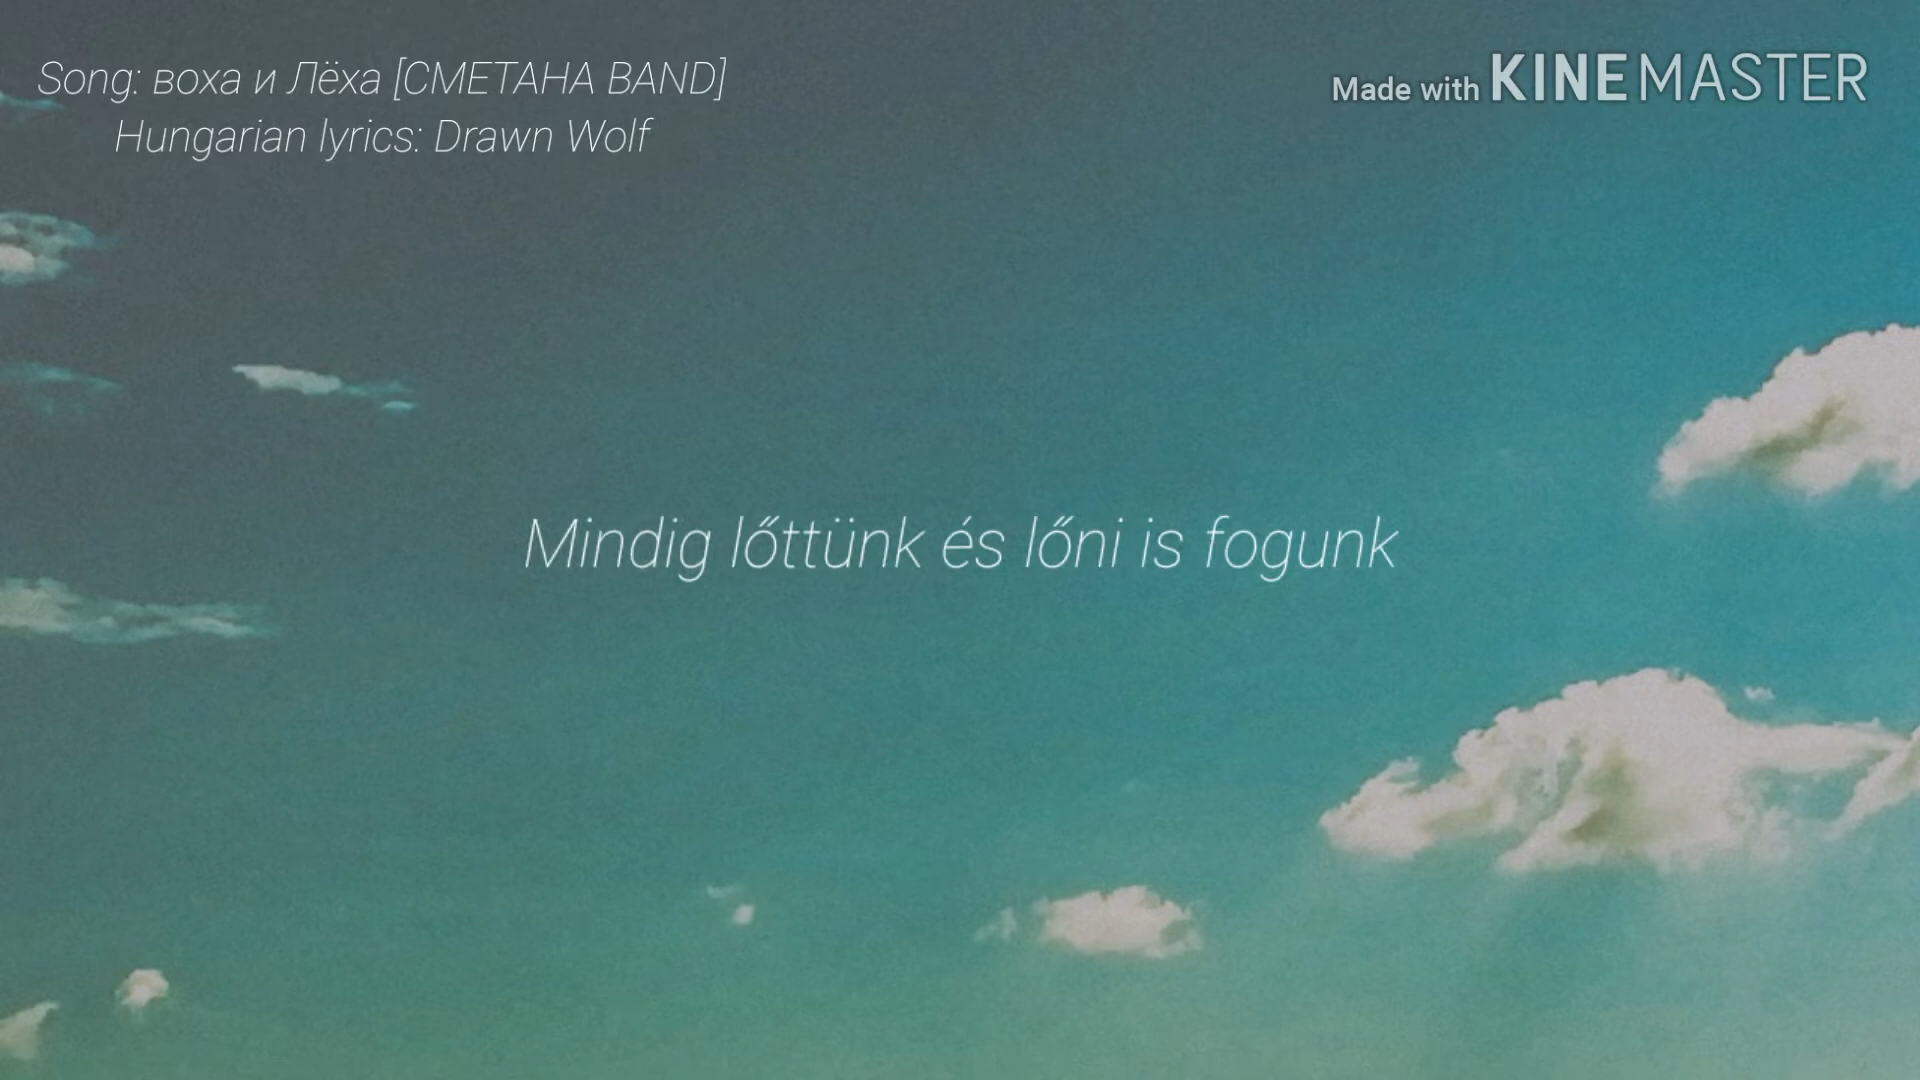 Song: воха и Лёха [СМЕТАНА BAND]
Hungarian lyrics: Drawn Wolf
Made with KINEMASTER
Mindig lőttünk és lőni is fogunk